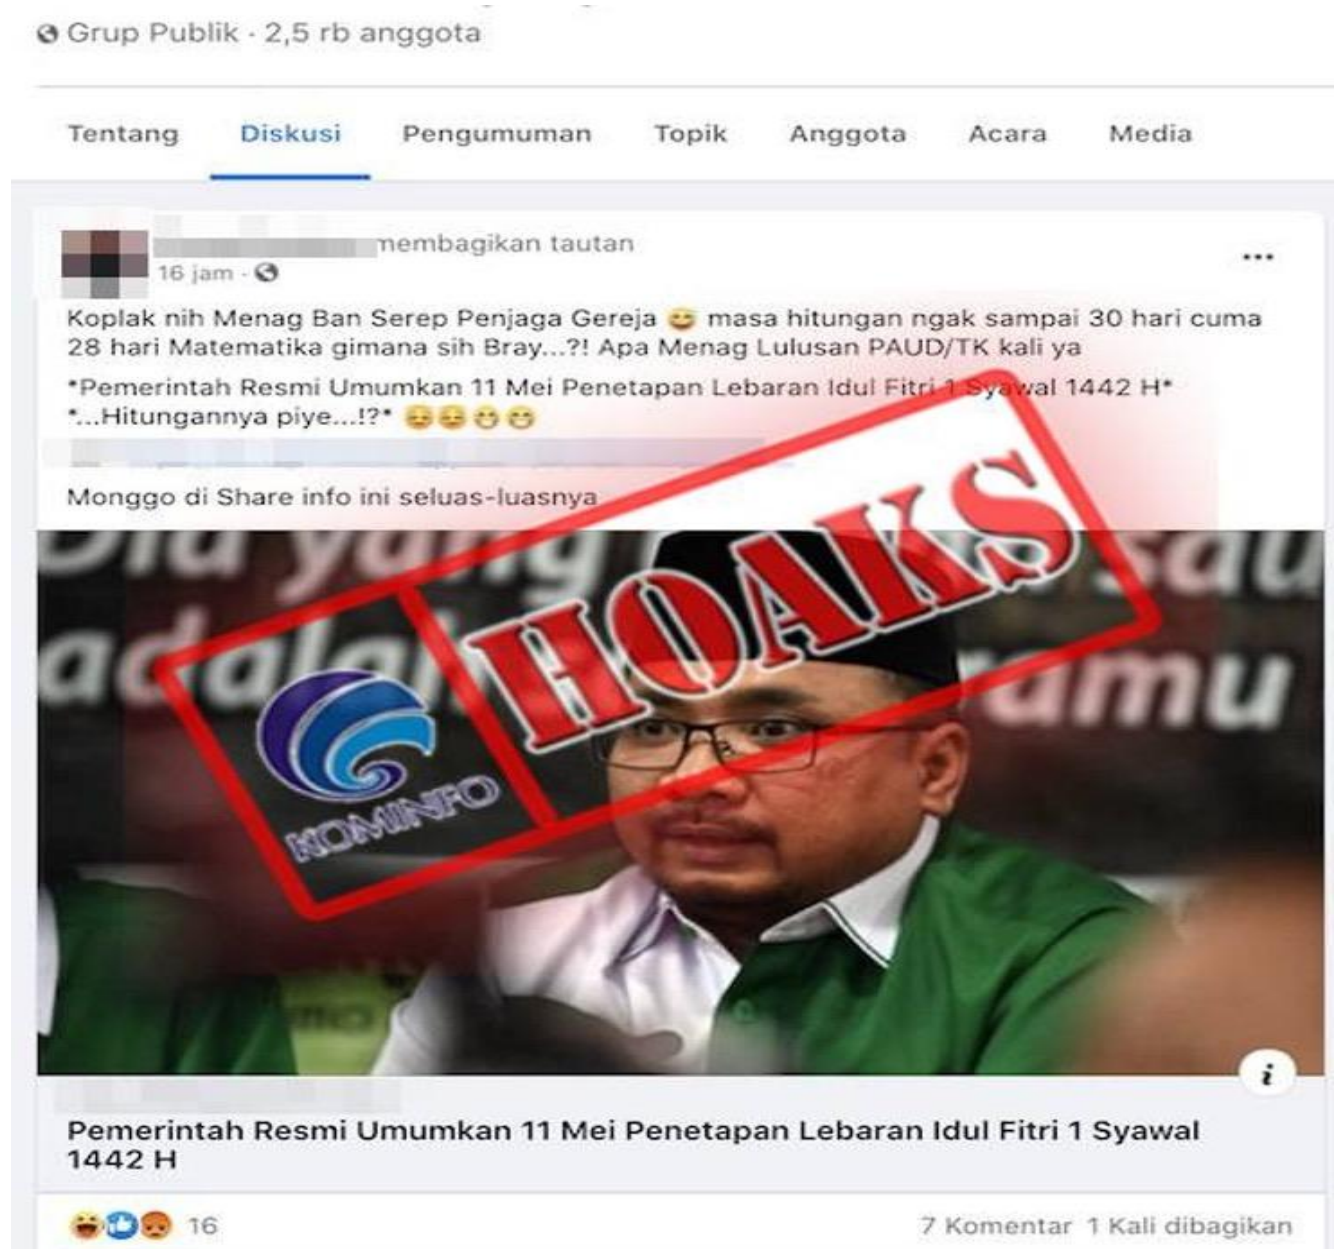 Grup Publik · 2,5 rb anggota
Tentang Diskusi Pengumuman Topik Anggota Acara Media
membagikan tautan
16 jam ·
Koplak nih Menag Ban Serep Penjaga Gereja 😄 masa hitungan ngak sampai 30 hari cuma
28 hari Matematika gimana sih Bray...?! Apa Menag Lulusan PAUD/TK kali ya
*Pemerintah Resmi Umumkan 11 Mei Penetapan Lebaran Idul Fitri 1 Syawal 1442 H*
*...Hitungannya piye...!?* 😑😑😁😁
Monggo di Share info ini seluas-luasnya
Dia yang sau
adalah ramu
HOAKS
KOMINFO
Pemerintah Resmi Umumkan 11 Mei Penetapan Lebaran Idul Fitri 1 Syawal
1442 H
16 7 Komentar 1 Kali dibagikan